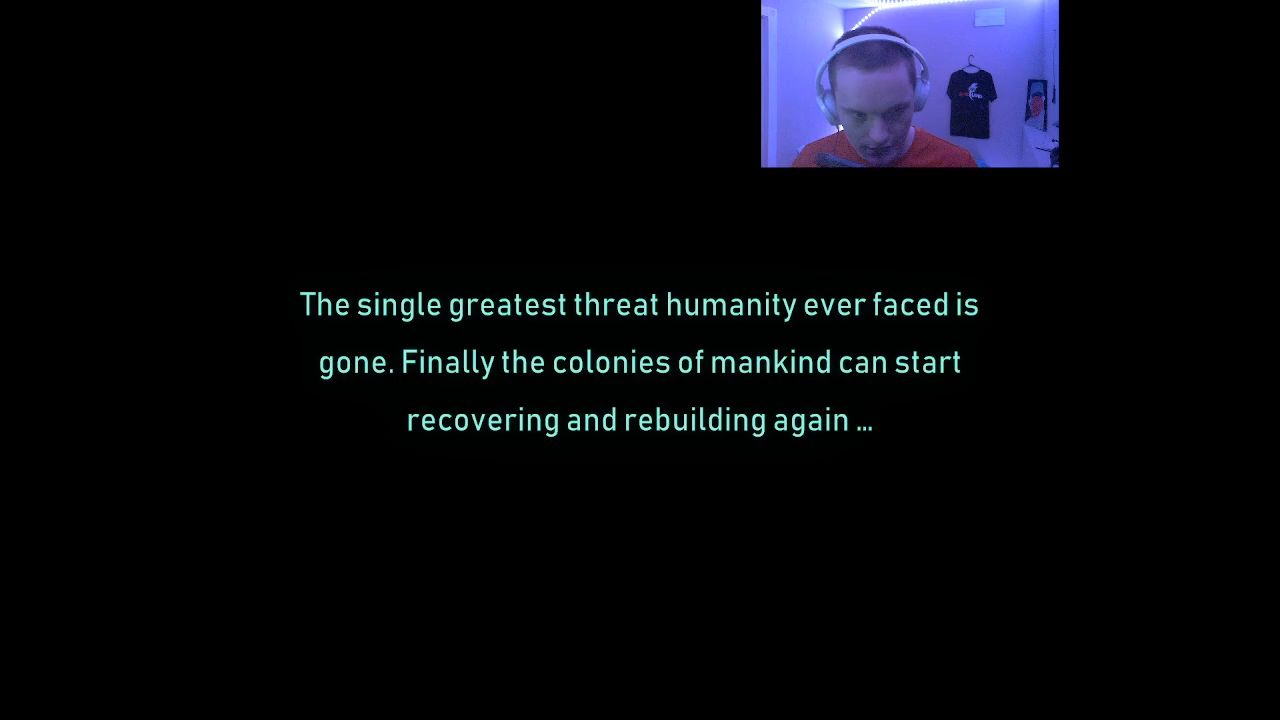 The single greatest threat humanity ever faced is
gone. Finally the colonies of mankind can start
recovering and rebuilding again ...